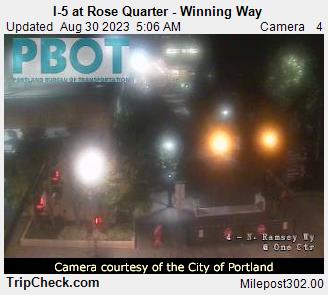 I-5 at Rose Quarter - Winning Way
Updated Aug 30 2023 5:06 AM Camera 4
PBOT
PORTLAND BUREAU OF TRANSPORTATION
4 - N. Ramsey Wy
@ One Ctr
Camera courtesy of the City of Portland
TripCheck.com Milepost302.00